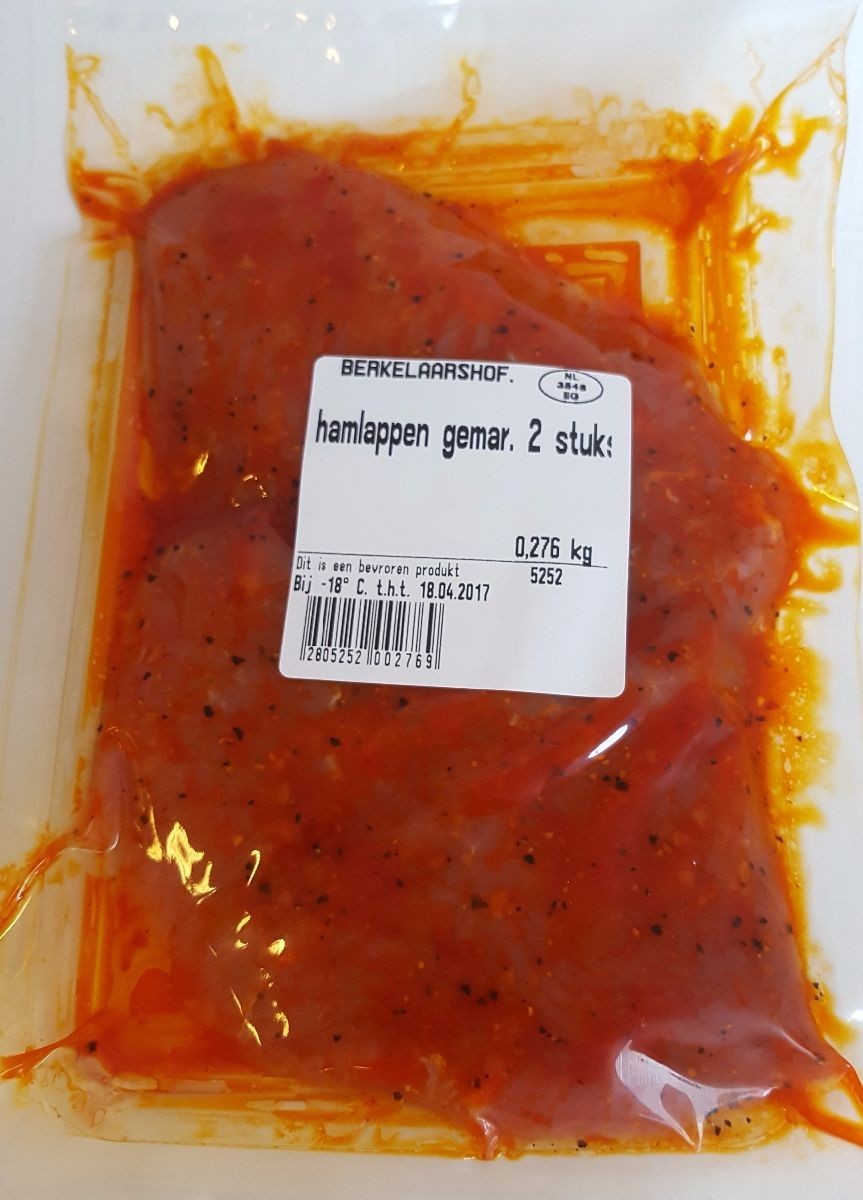 BERKELAARSHOF.
NL
3848
EG
hamlappen gemar. 2 stuks
0,276 kg
Dit is een bevroren produkt
5252
Bij -18° C. t.h.t. 18.04.2017
2805252 002769